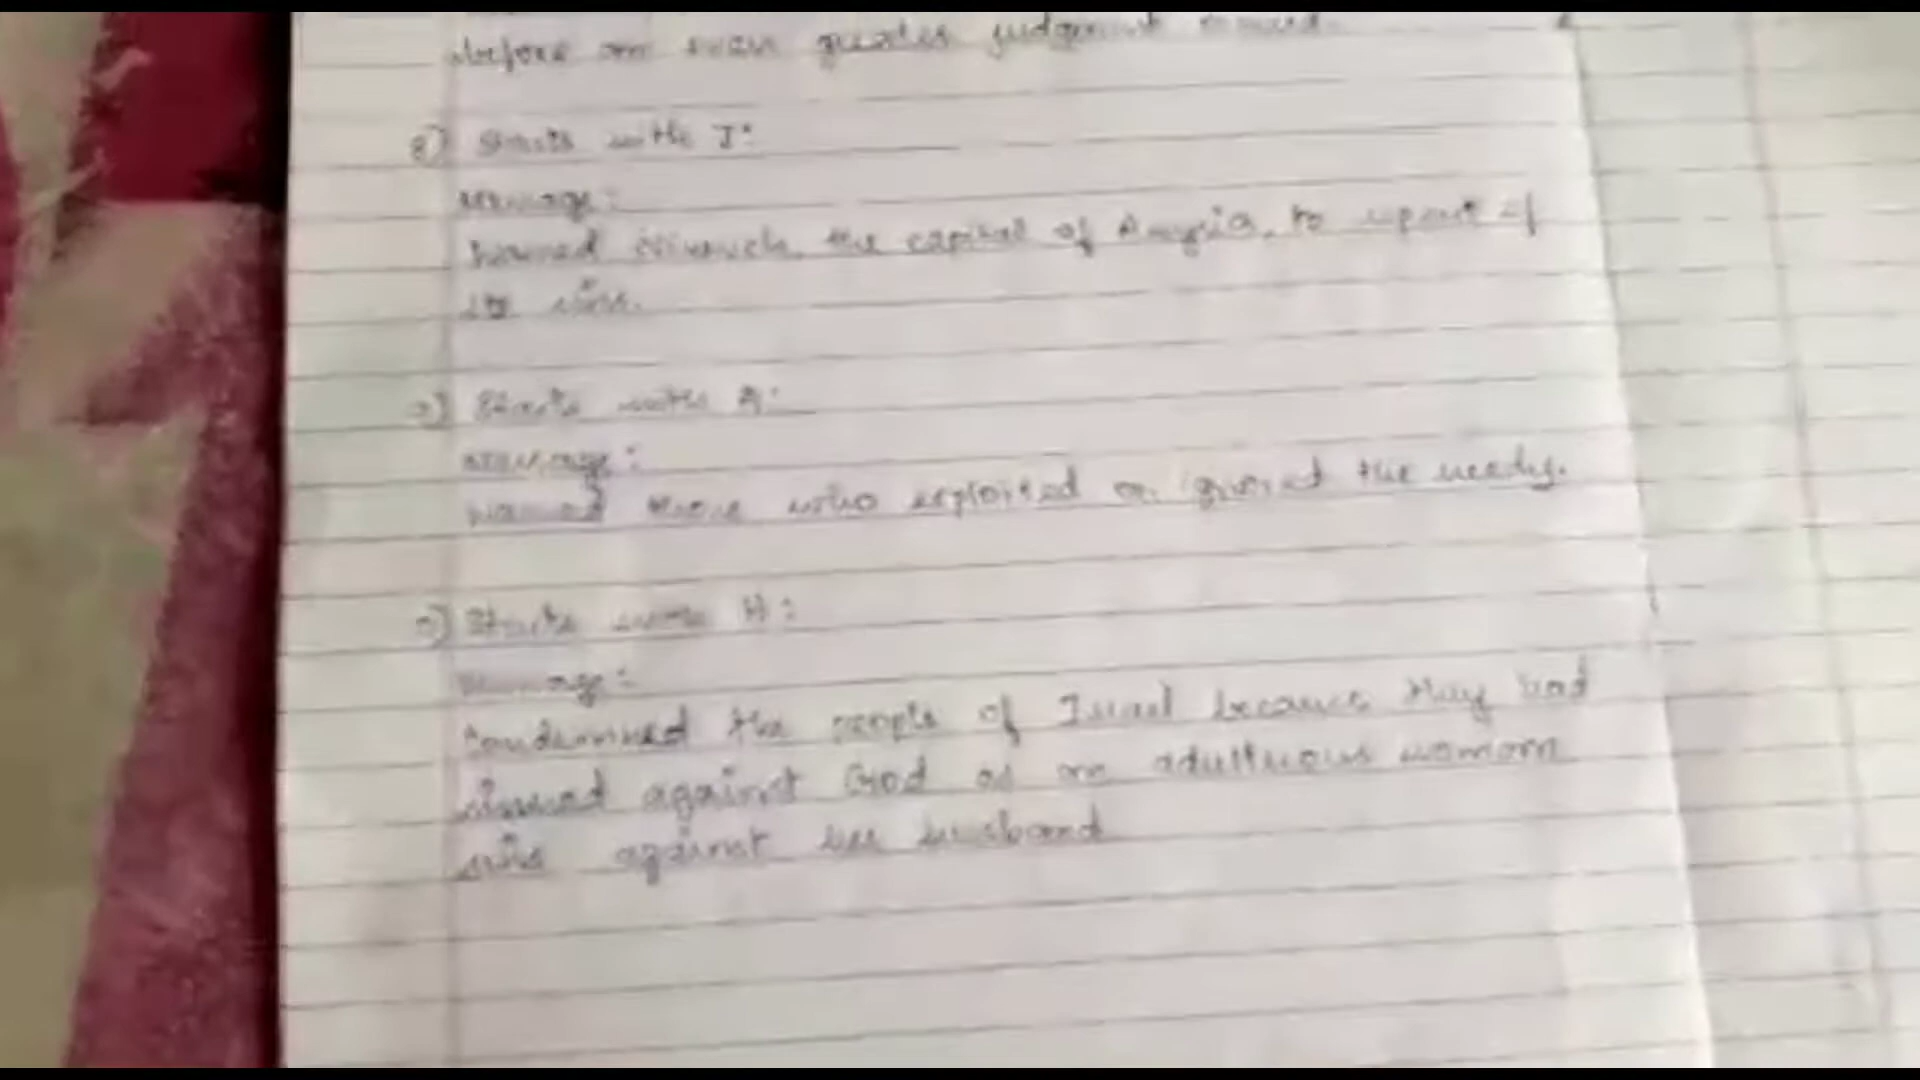 before an even greater judgement
Starts with J:
Message:
Warned Nineveh, the capital of Assyria, to repent of
its sins.
Starts with A:
Message:
Warned those who exploited or ignored the needy.
Starts with H:
Message:
Condemned the people of Israel because they had
sinned against God as an adulterous woman
sins against her husband